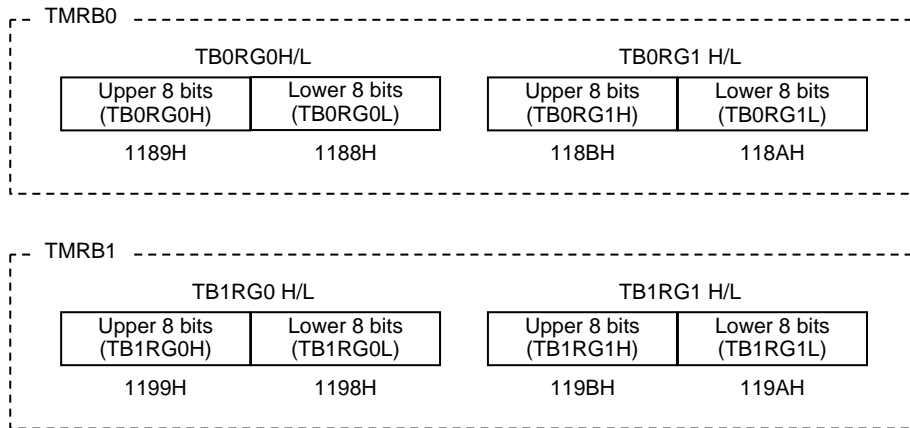 TMRB0
TB0RG0H/L TB0RG1 H/L
Upper 8 bits Lower 8 bits Upper 8 bits Lower 8 bits
(TB0RG0H) (TB0RG0L) (TB0RG1H) (TB0RG1L)
1189H 1188H 118BH 118AH
TMRB1
TB1RG0 H/L TB1RG1 H/L
Upper 8 bits Lower 8 bits Upper 8 bits Lower 8 bits
(TB1RG0H) (TB1RG0L) (TB1RG1H) (TB1RG1L)
1199H 1198H 119BH 119AH